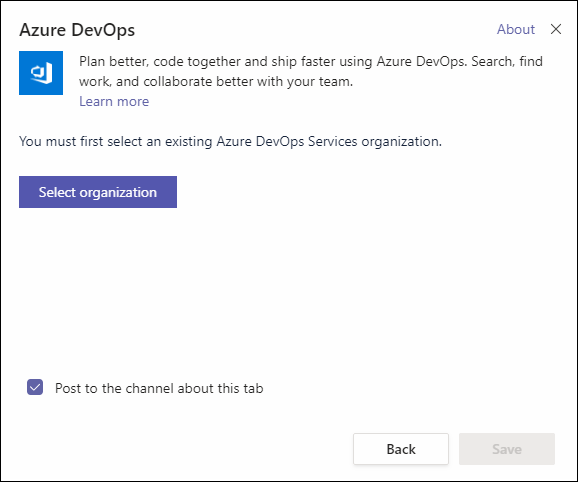 Azure DevOps
About
Plan better, code together and ship faster using Azure DevOps. Search, find
work, and collaborate better with your team.
Learn more
You must first select an existing Azure DevOps Services organization.
Select organization
Post to the channel about this tab
Back
Save